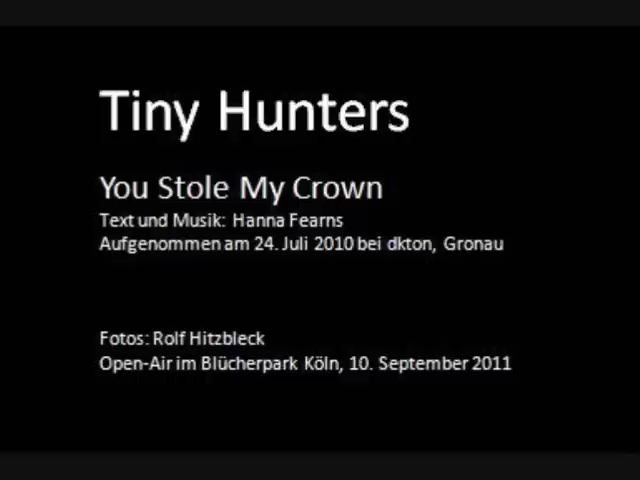 Tiny Hunters
You Stole My Crown
Text und Musik: Hanna Fearns
Aufgenommen am 24. Juli 2010 bei dkton, Gronau
Fotos: Rolf Hitzbleck
Open-Air im Blücherpark Köln, 10. September 2011